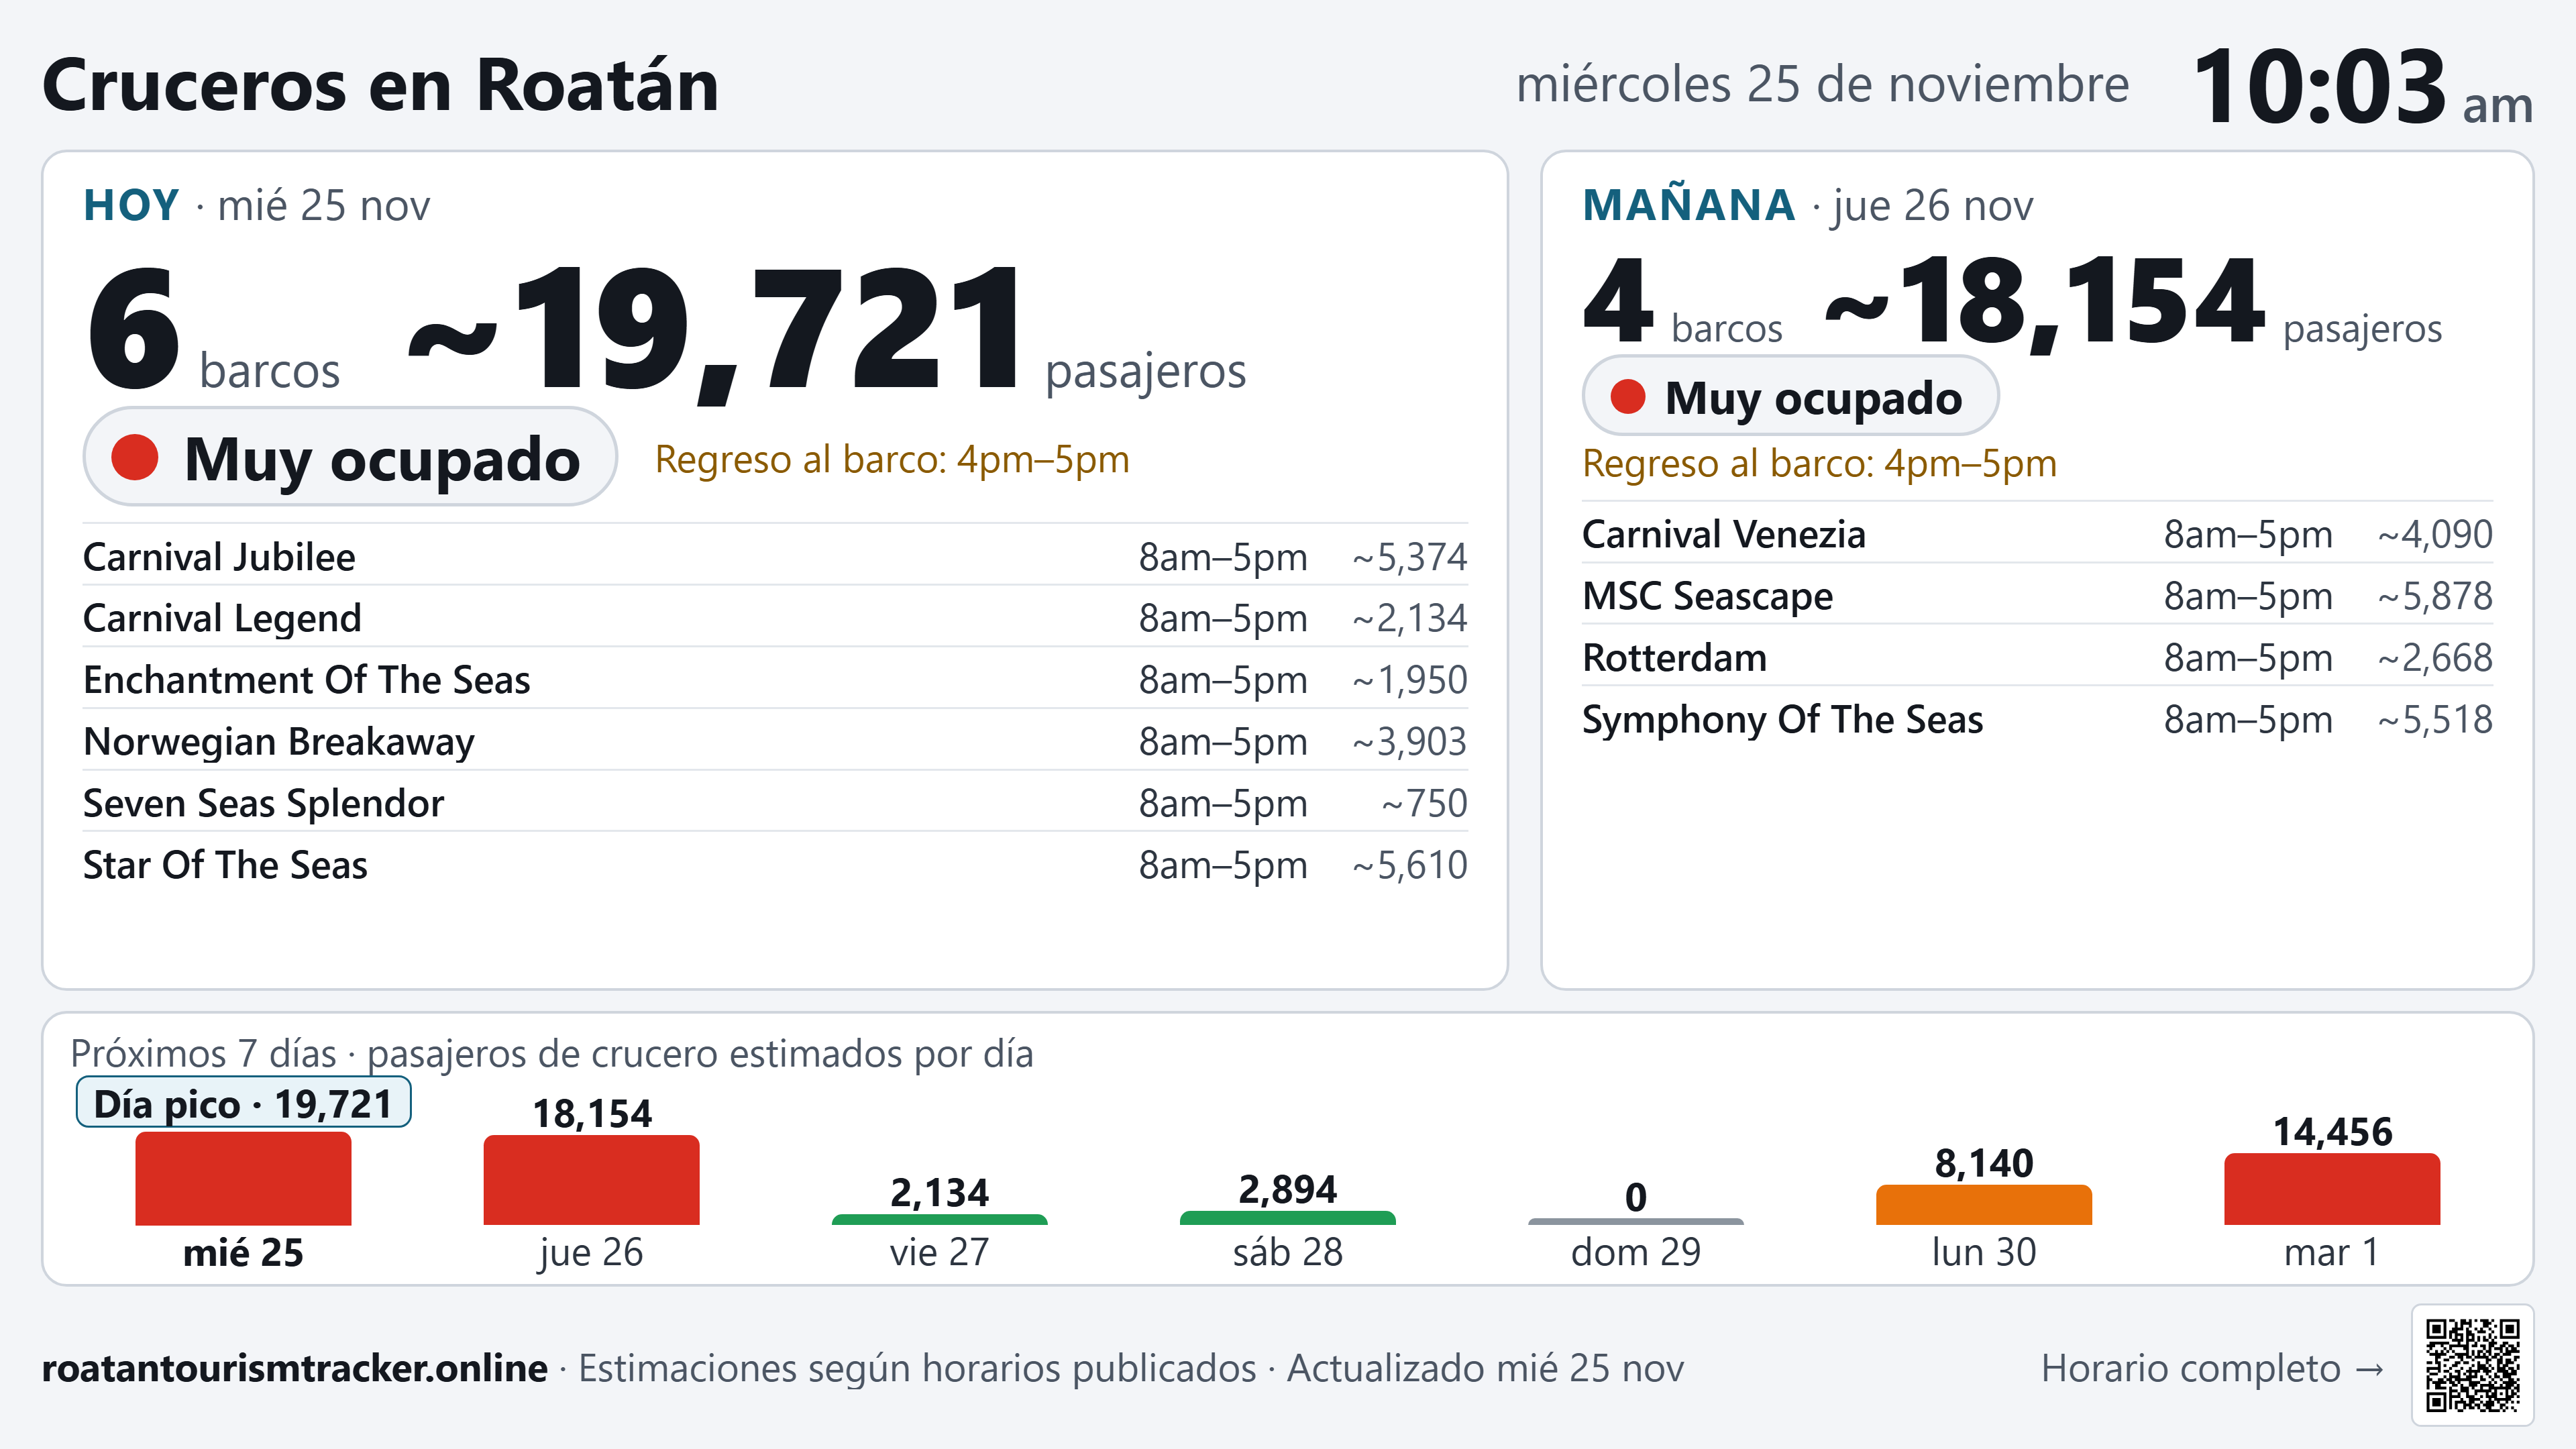 Cruceros en Roatán
miércoles 25 de noviembre 10:03 am
HOY · mié 25 nov
6 barcos ~19,721 pasajeros
Muy ocupado Regreso al barco: 4pm–5pm
Carnival Jubilee 8am–5pm ~5,374
Carnival Legend 8am–5pm ~2,134
Enchantment Of The Seas 8am–5pm ~1,950
Norwegian Breakaway 8am–5pm ~3,903
Seven Seas Splendor 8am–5pm ~750
Star Of The Seas 8am–5pm ~5,610
MAÑANA · jue 26 nov
4 barcos ~18,154 pasajeros
Muy ocupado
Regreso al barco: 4pm–5pm
Carnival Venezia 8am–5pm ~4,090
MSC Seascape 8am–5pm ~5,878
Rotterdam 8am–5pm ~2,668
Symphony Of The Seas 8am–5pm ~5,518
Próximos 7 días · pasajeros de crucero estimados por día
Día pico · 19,721 18,154 2,134 2,894 0 8,140 14,456
mié 25 jue 26 vie 27 sáb 28 dom 29 lun 30 mar 1
roatantourismtracker.online · Estimaciones según horarios publicados · Actualizado mié 25 nov
Horario completo →